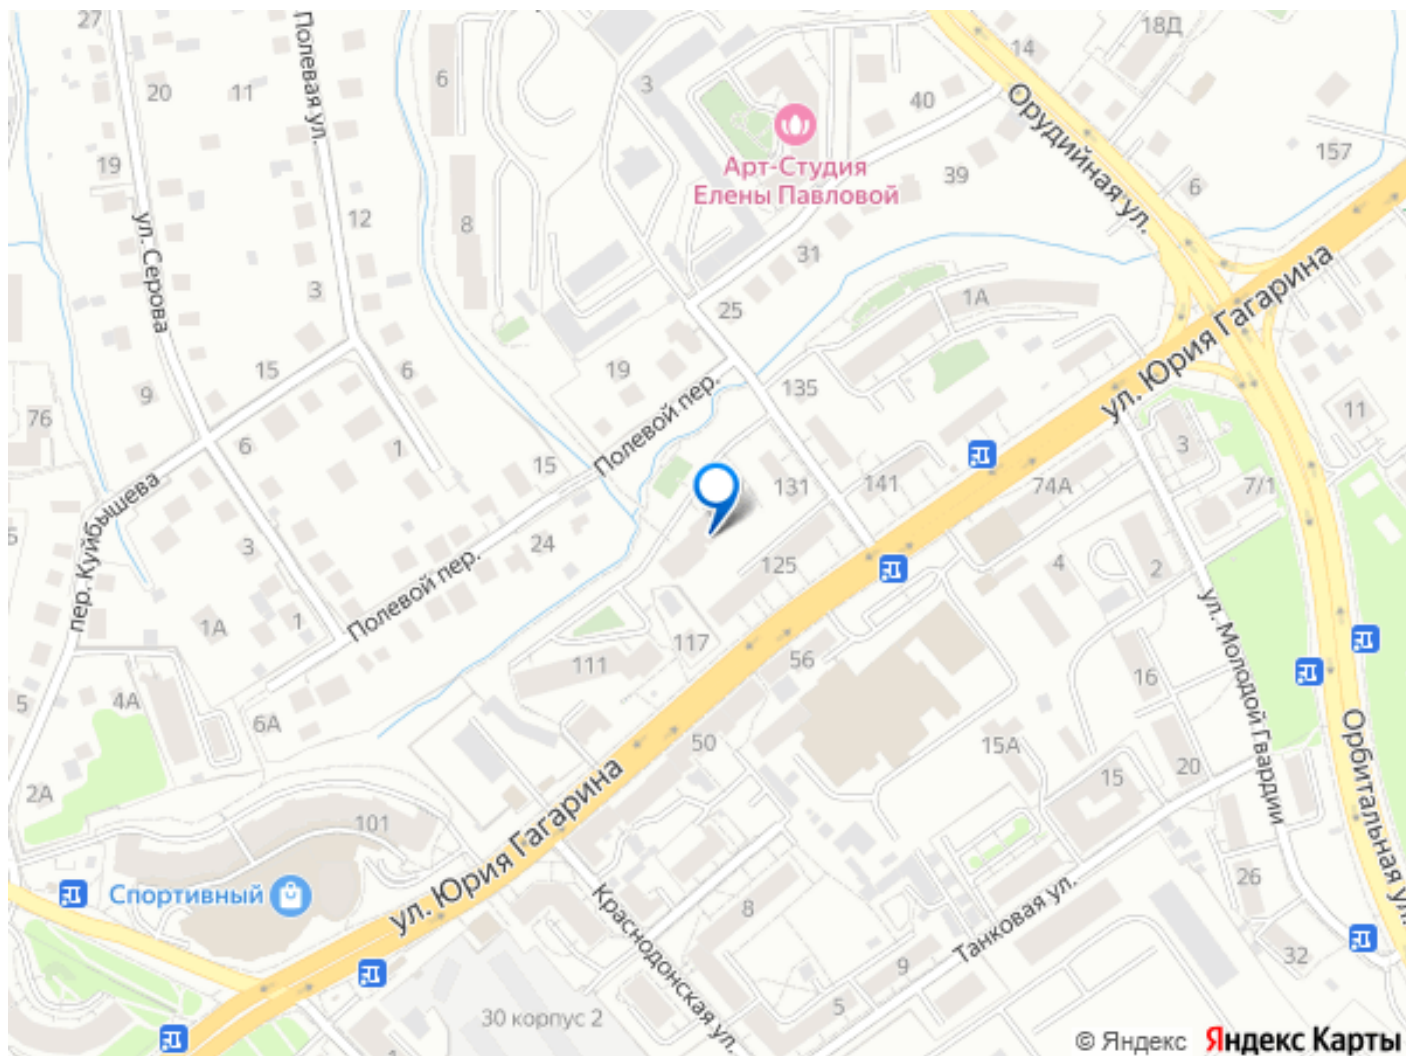 27
Полевая ул.
6
3
14
18Д
20
11
40
Орудийная ул.
157
19
Арт-Студия
Елены Павловой
39
6
ул. Серова
12
8
31
3
25
1А
ул. Юрия Гагарина
15
6
19
135
9
76
6
1
15
Полевой пер.
131
141
74А
3
11
7/1
пер. Куйбышева
5
3
24
125
4
2
Полевой пер.
1А
1
117
56
111
16
ул. Молодой Гвардии
5
4А
6А
50
15А
15
20
Орбитальная ул.
2А
101
ул. Юрия Гагарина
Спортивный
8
26
Краснодонская ул.
Танковая ул.
9
32
5
30 корпус 2
© Яндекс Яндекс Карты